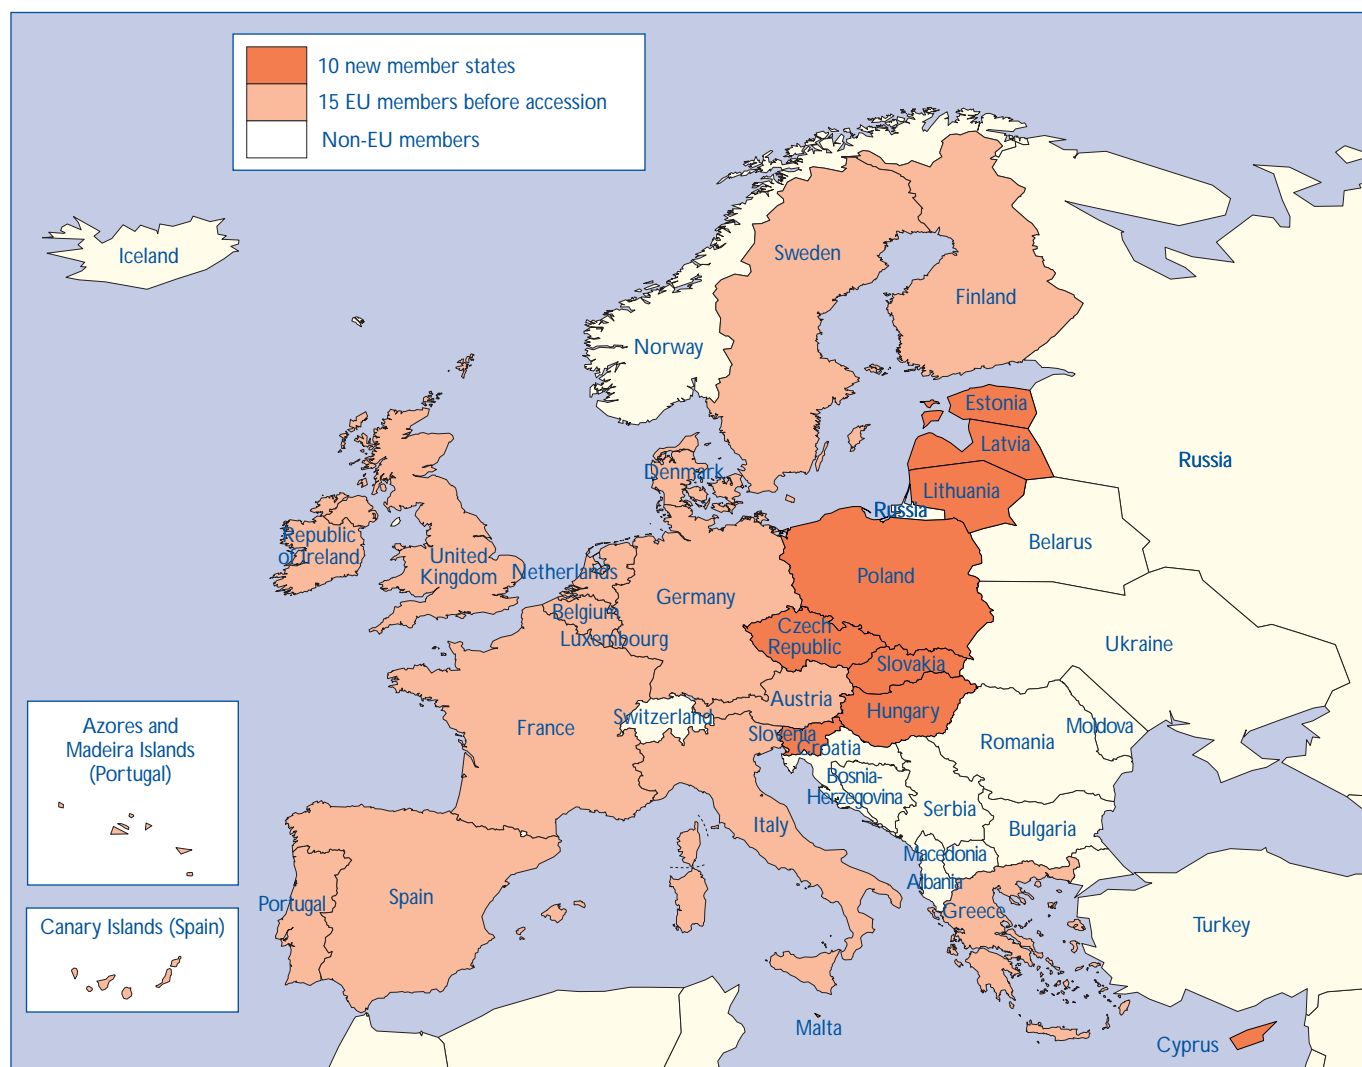 10 new member states
15 EU members before accession
Non-EU members
Iceland
Sweden
Finland
Norway
Estonia
Latvia
Russia
Denmark
Lithuania
Russia
Republic
of Ireland
Belarus
United
Kingdom
Netherlands
Poland
Germany
Belgium
Czech
Republic
Luxembourg
Ukraine
Slovakia
Austria
Hungary
Switzerland
France
Slovenia
Croatia
Romania
Moldova
Azores and
Madeira Islands
(Portugal)
Bosnia-
Herzegovina
Serbia
Italy
Bulgaria
Macedonia
Albania
Portugal
Spain
Greece
Turkey
Canary Islands (Spain)
Malta
Cyprus